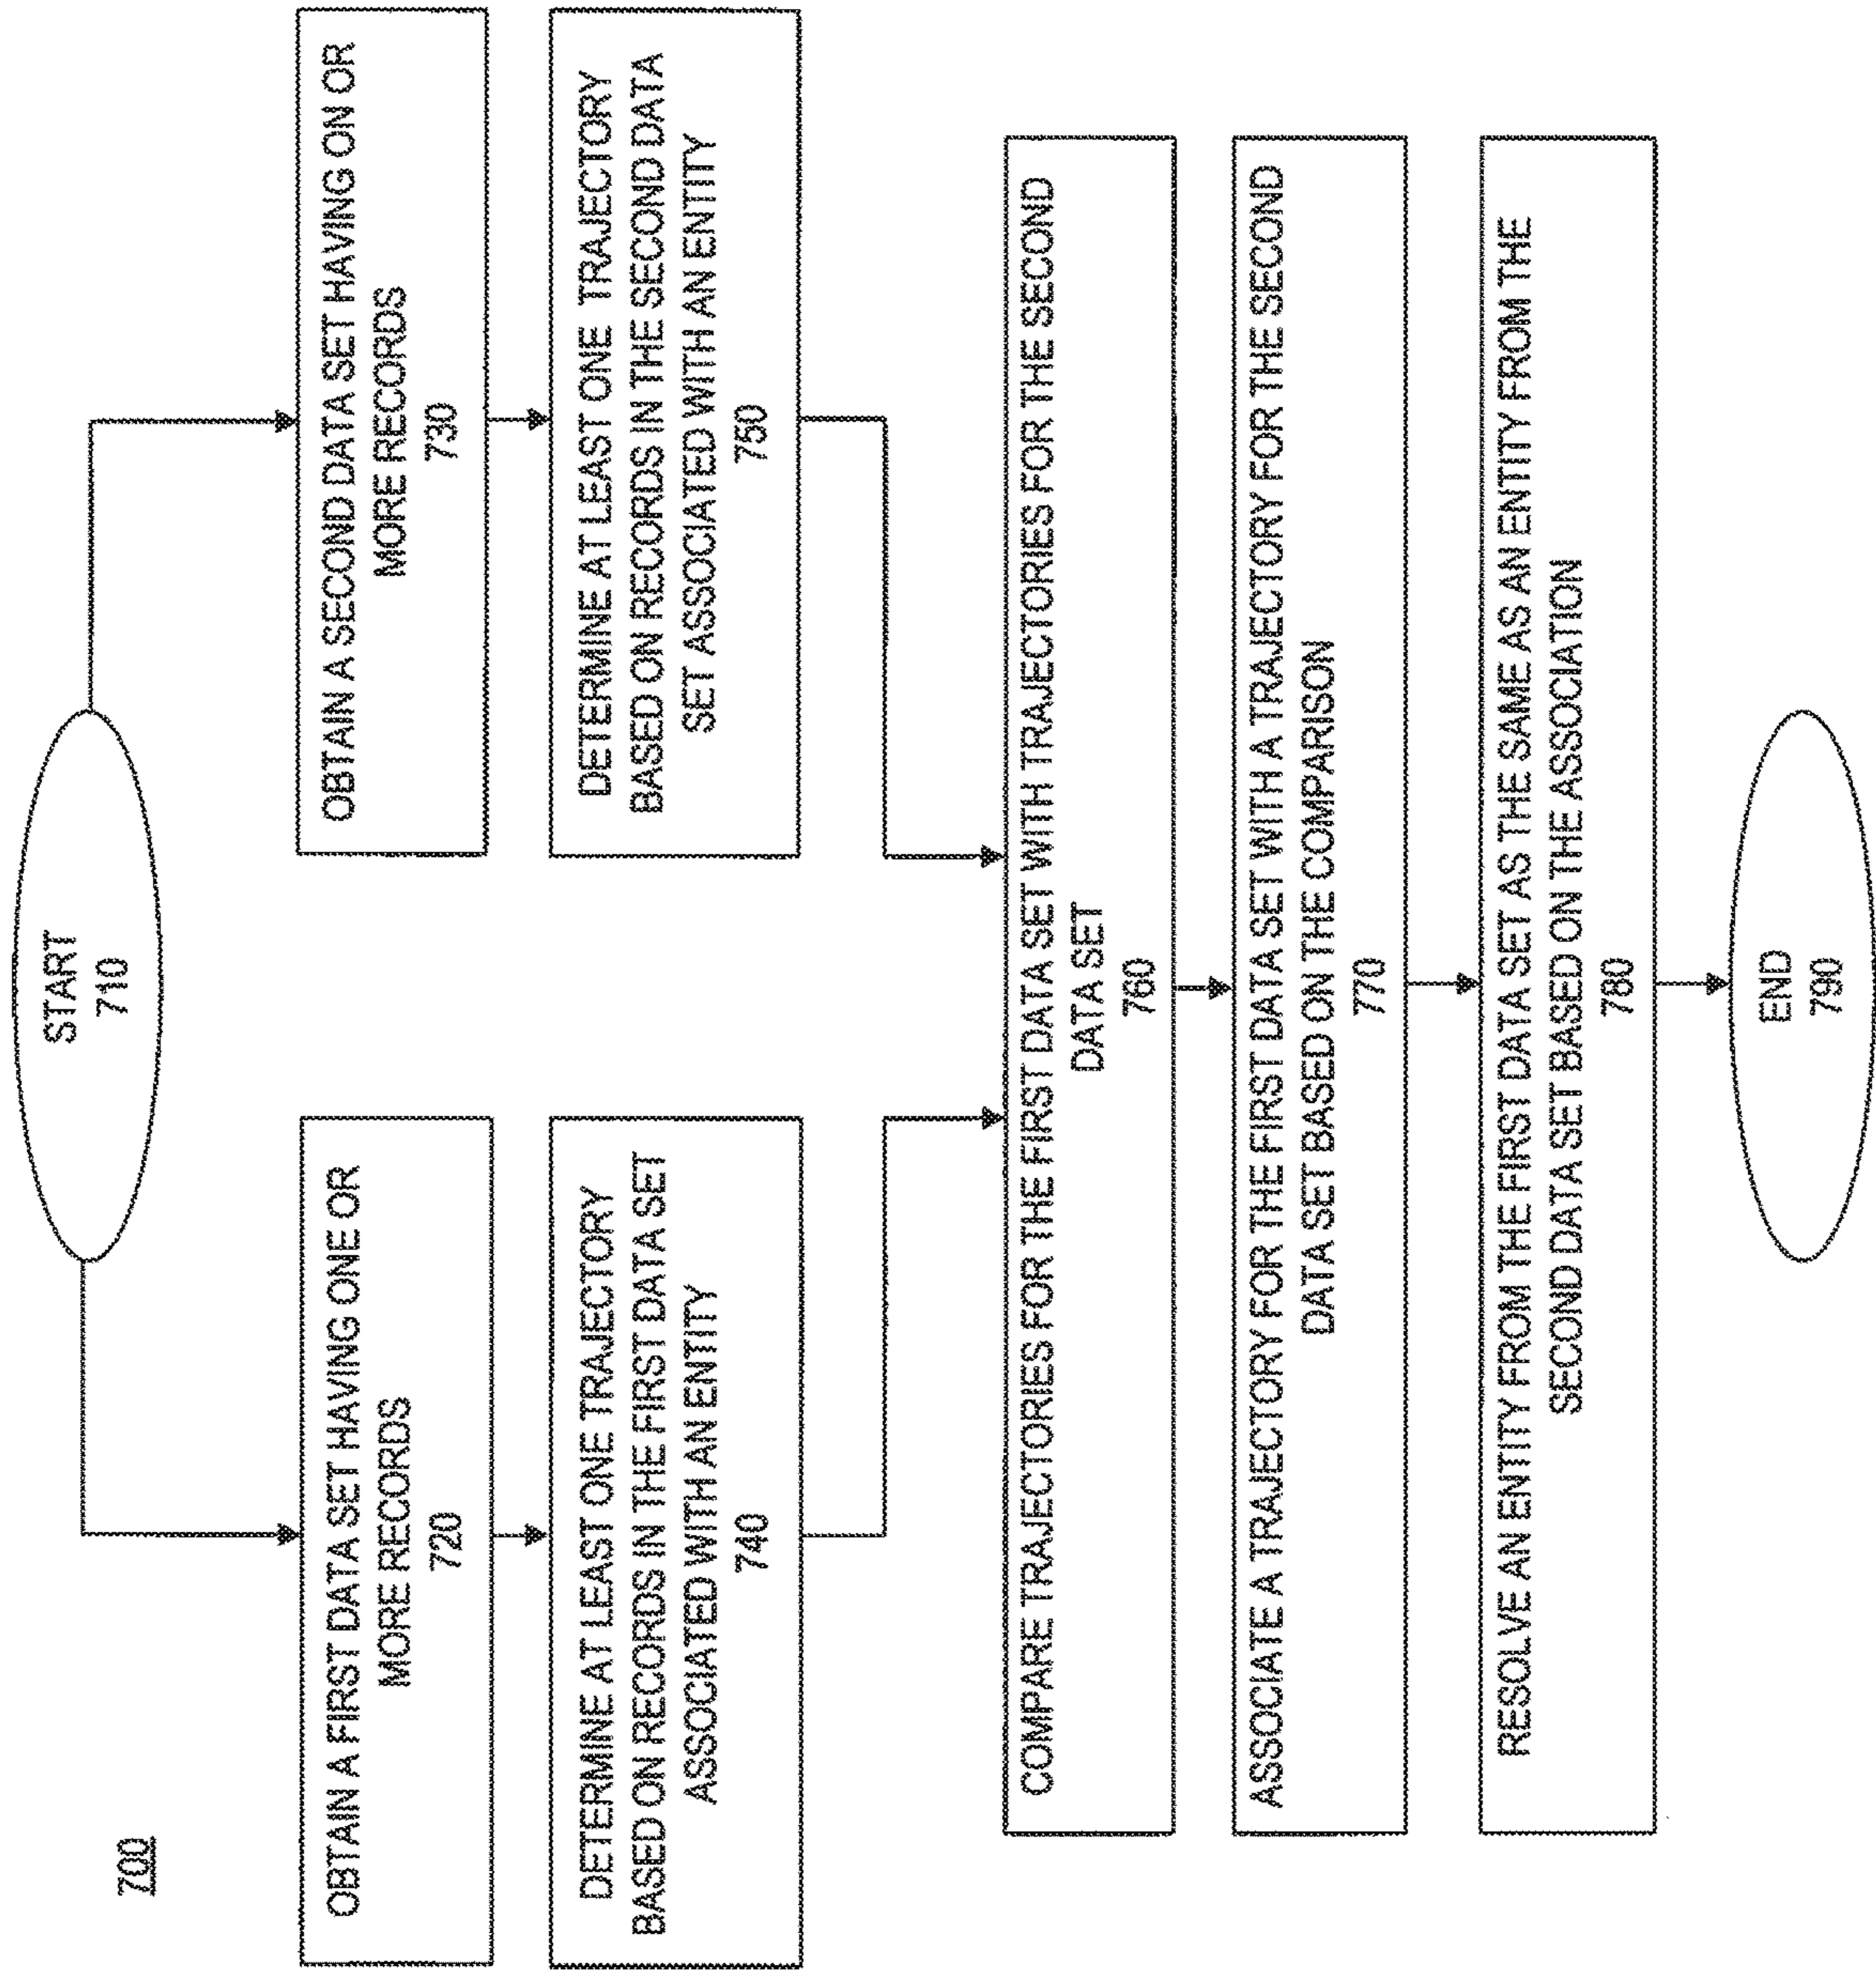 700
START
710
OBTAIN A FIRST DATA SET HAVING ONE OR
MORE RECORDS
720
OBTAIN A SECOND DATA SET HAVING ON OR
MORE RECORDS
730
DETERMINE AT LEAST ONE TRAJECTORY
BASED ON RECORDS IN THE FIRST DATA SET
ASSOCIATED WITH AN ENTITY
740
DETERMINE AT LEAST ONE TRAJECTORY
BASED ON RECORDS IN THE SECOND DATA
SET ASSOCIATED WITH AN ENTITY
750
COMPARE TRAJECTORIES FOR THE FIRST DATA SET WITH TRAJECTORIES FOR THE SECOND
DATA SET
760
ASSOCIATE A TRAJECTORY FOR THE FIRST DATA SET WITH A TRAJECTORY FOR THE SECOND
DATA SET BASED ON THE COMPARISON
770
RESOLVE AN ENTITY FROM THE FIRST DATA SET AS THE SAME AS AN ENTITY FROM THE
SECOND DATA SET BASED ON THE ASSOCIATION
780
END
790